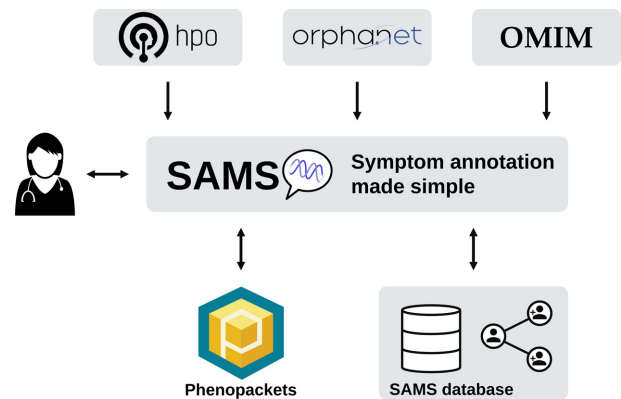 hpo
orphanet
OMIM
SAMS
Symptom annotation
made simple
Phenopackets
SAMS database